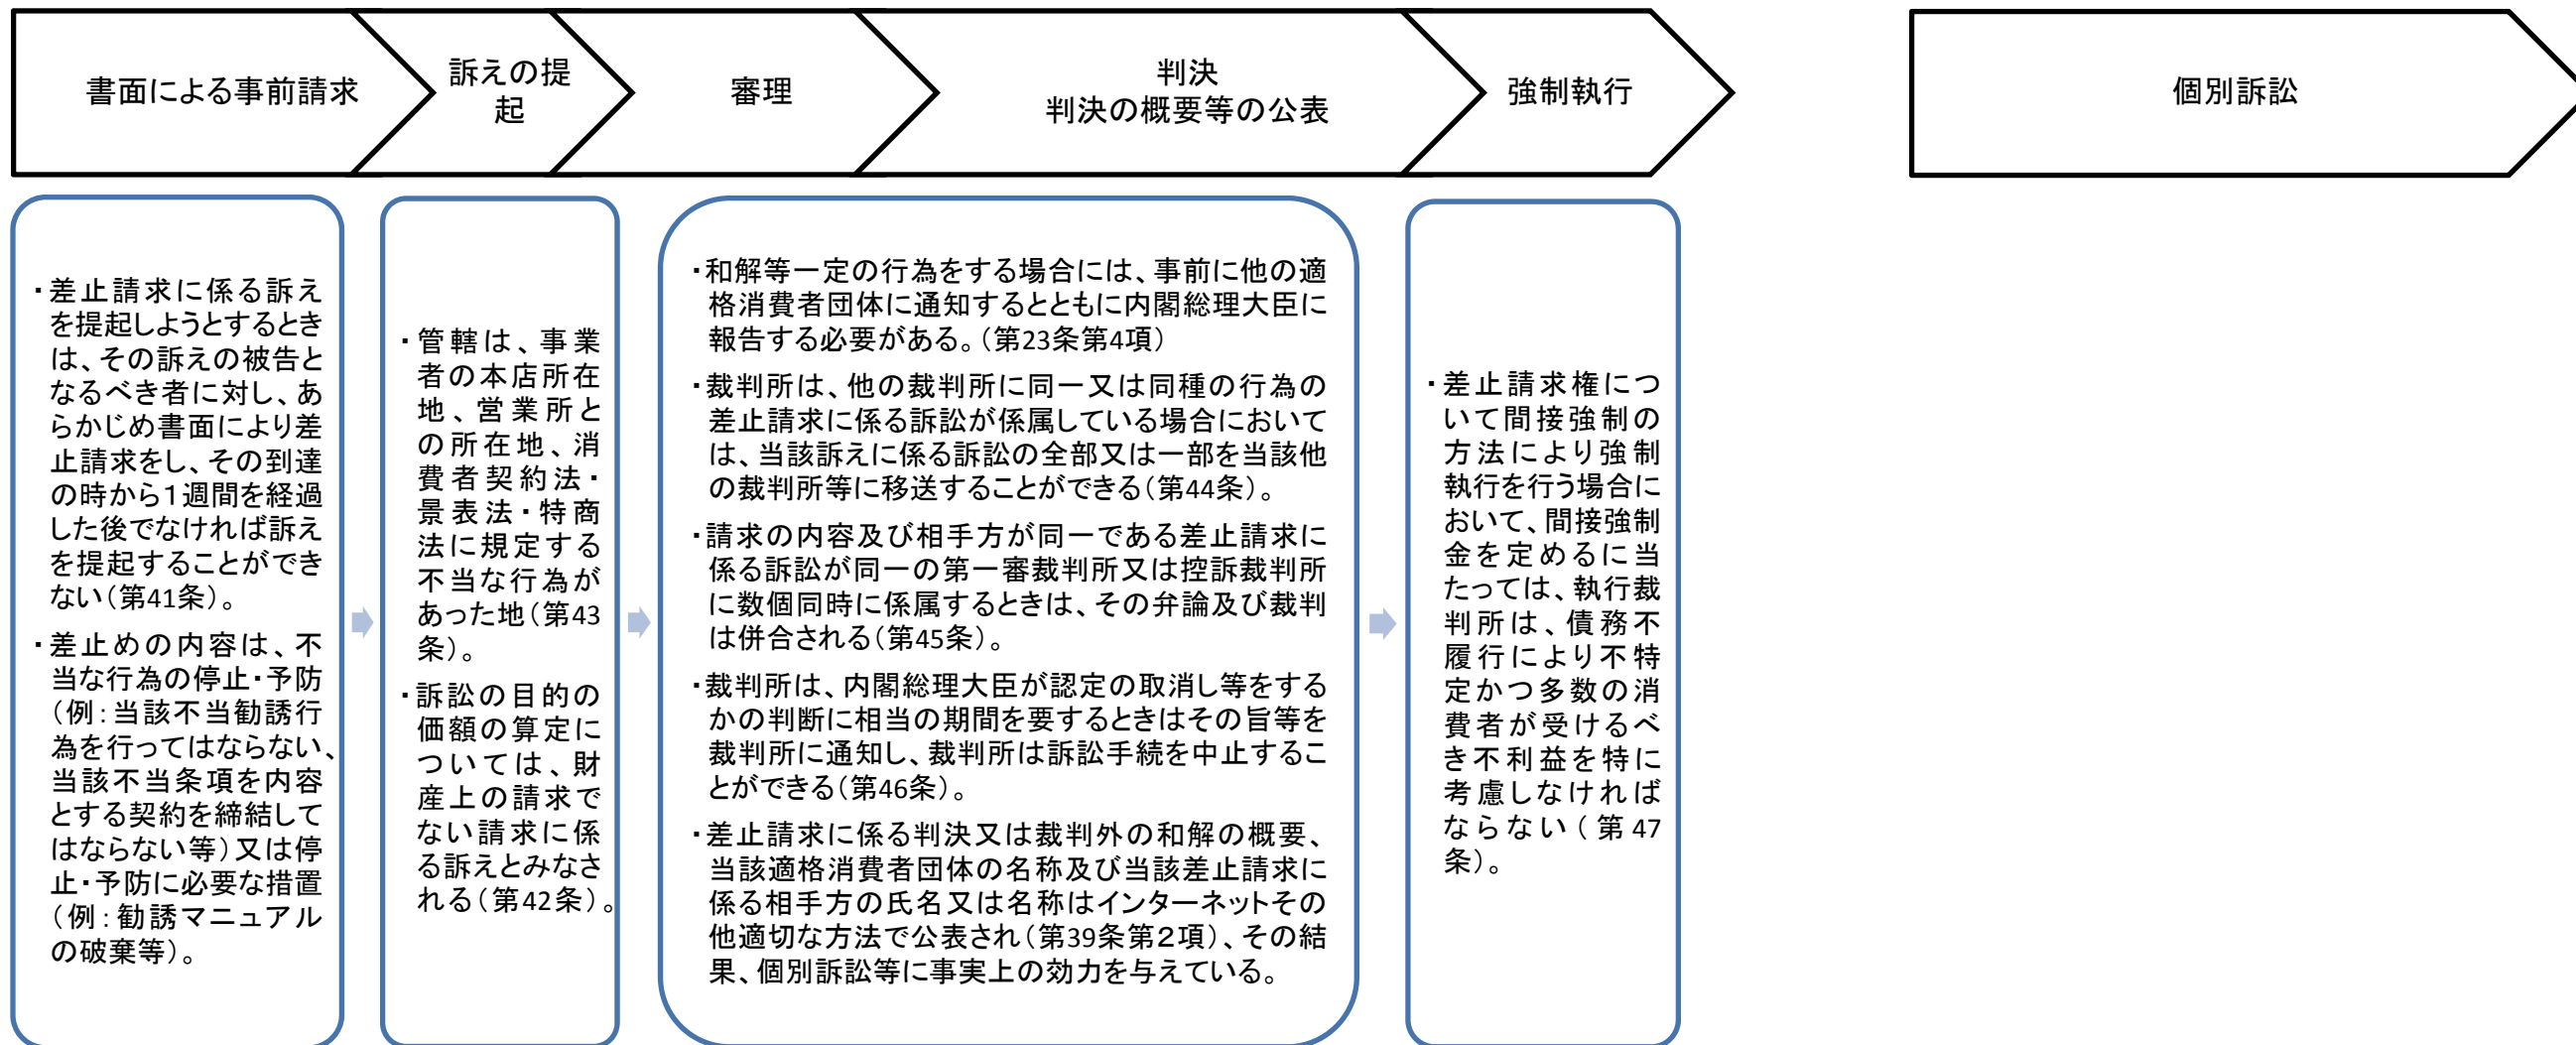 書面による事前請求
訴えの提
起
審理
判決
判決の概要等の公表
強制執行
個別訴訟
・差止請求に係る訴え
を提起しようとするとき
は、その訴えの被告と
なるべき者に対し、あ
らかじめ書面により差
止請求をし、その到達
の時から1週間を経過
した後でなければ訴え
を提起することができ
ない(第41条)。
・差止めの内容は、不
当な行為の停止・予防
(例:当該不当勧誘行
為を行ってはならない、
当該不当条項を内容
とする契約を締結して
はならない等)又は停
止・予防に必要な措置
(例:勧誘マニュアル
の破棄等)。
・管轄は、事業
者の本店所在
地、営業所と
の所在地、消
費者契約法・
景表法・特商
法に規定する
不当な行為が
あった地(第43
条)。
・訴訟の目的の
価額の算定に
ついては、財
産上の請求で
ない請求に係
る訴えとみなさ
れる(第42条)。
・和解等一定の行為をする場合には、事前に他の適
格消費者団体に通知するとともに内閣総理大臣に
報告する必要がある。(第23条第4項)
・裁判所は、他の裁判所に同一又は同種の行為の
差止請求に係る訴訟が係属している場合において
は、当該訴えに係る訴訟の全部又は一部を当該他
の裁判所等に移送することができる(第44条)。
・請求の内容及び相手方が同一である差止請求に
係る訴訟が同一の第一審裁判所又は控訴裁判所
に数個同時に係属するときは、その弁論及び裁判
は併合される(第45条)。
・裁判所は、内閣総理大臣が認定の取消し等をする
かの判断に相当の期間を要するときはその旨等を
裁判所に通知し、裁判所は訴訟手続を中止するこ
とができる(第46条)。
・差止請求に係る判決又は裁判外の和解の概要、
当該適格消費者団体の名称及び当該差止請求に
係る相手方の氏名又は名称はインターネットその
他適切な方法で公表され(第39条第2項)、その結
果、個別訴訟等に事実上の効力を与えている。
・差止請求権につ
いて間接強制の
方法により強制
執行を行う場合に
おいて、間接強制
金を定めるに当
たっては、執行裁
判所は、債務不
履行により不特
定かつ多数の消
費者が受けるべ
き不利益を特に
考慮しなければ
ならない(第47
条)。